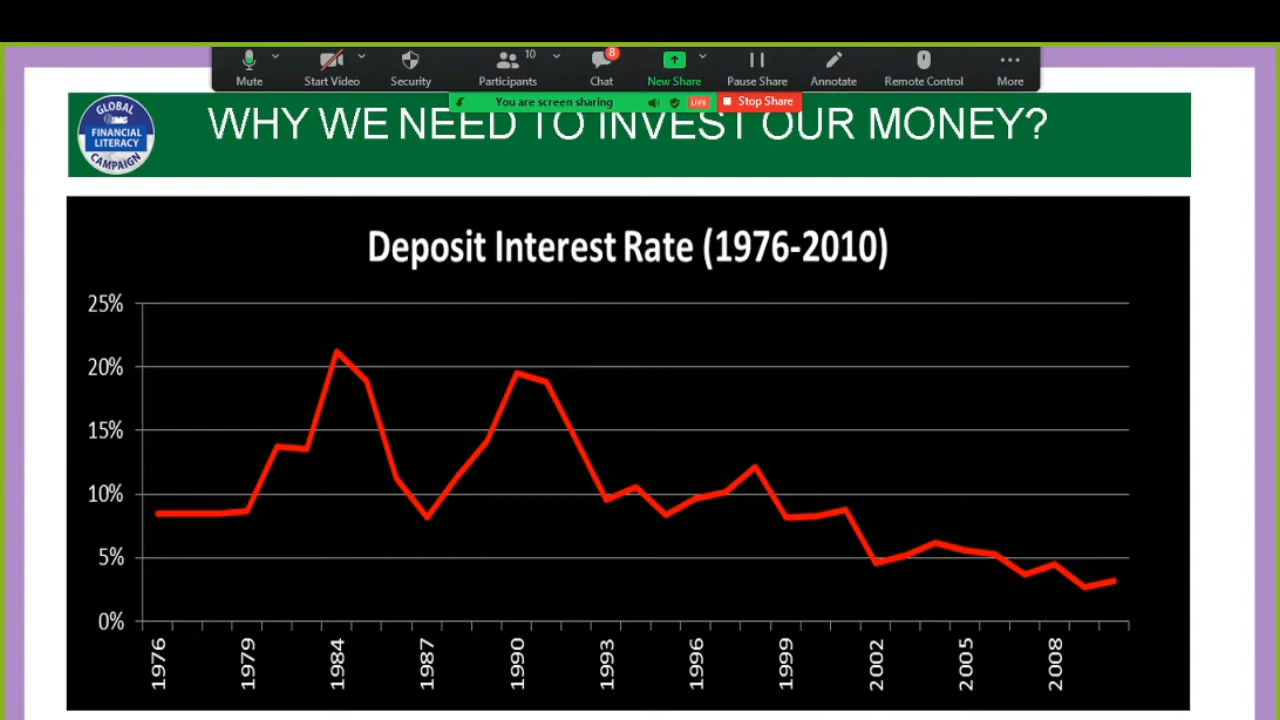 10
8
Mute
Start Video
Security
Participants
Chat
New Share
Pause Share
Annotate
Remote Control
More
You are screen sharing
LIVE
Stop Share
GLOBAL
FINANCIAL
LITERACY
CAMPAIGN
WHY WE NEED TO INVEST OUR MONEY?
Deposit Interest Rate (1976-2010)
25%
20%
15%
10%
5%
0%
1976
1979
1984
1987
1990
1993
1996
1999
2002
2005
2008